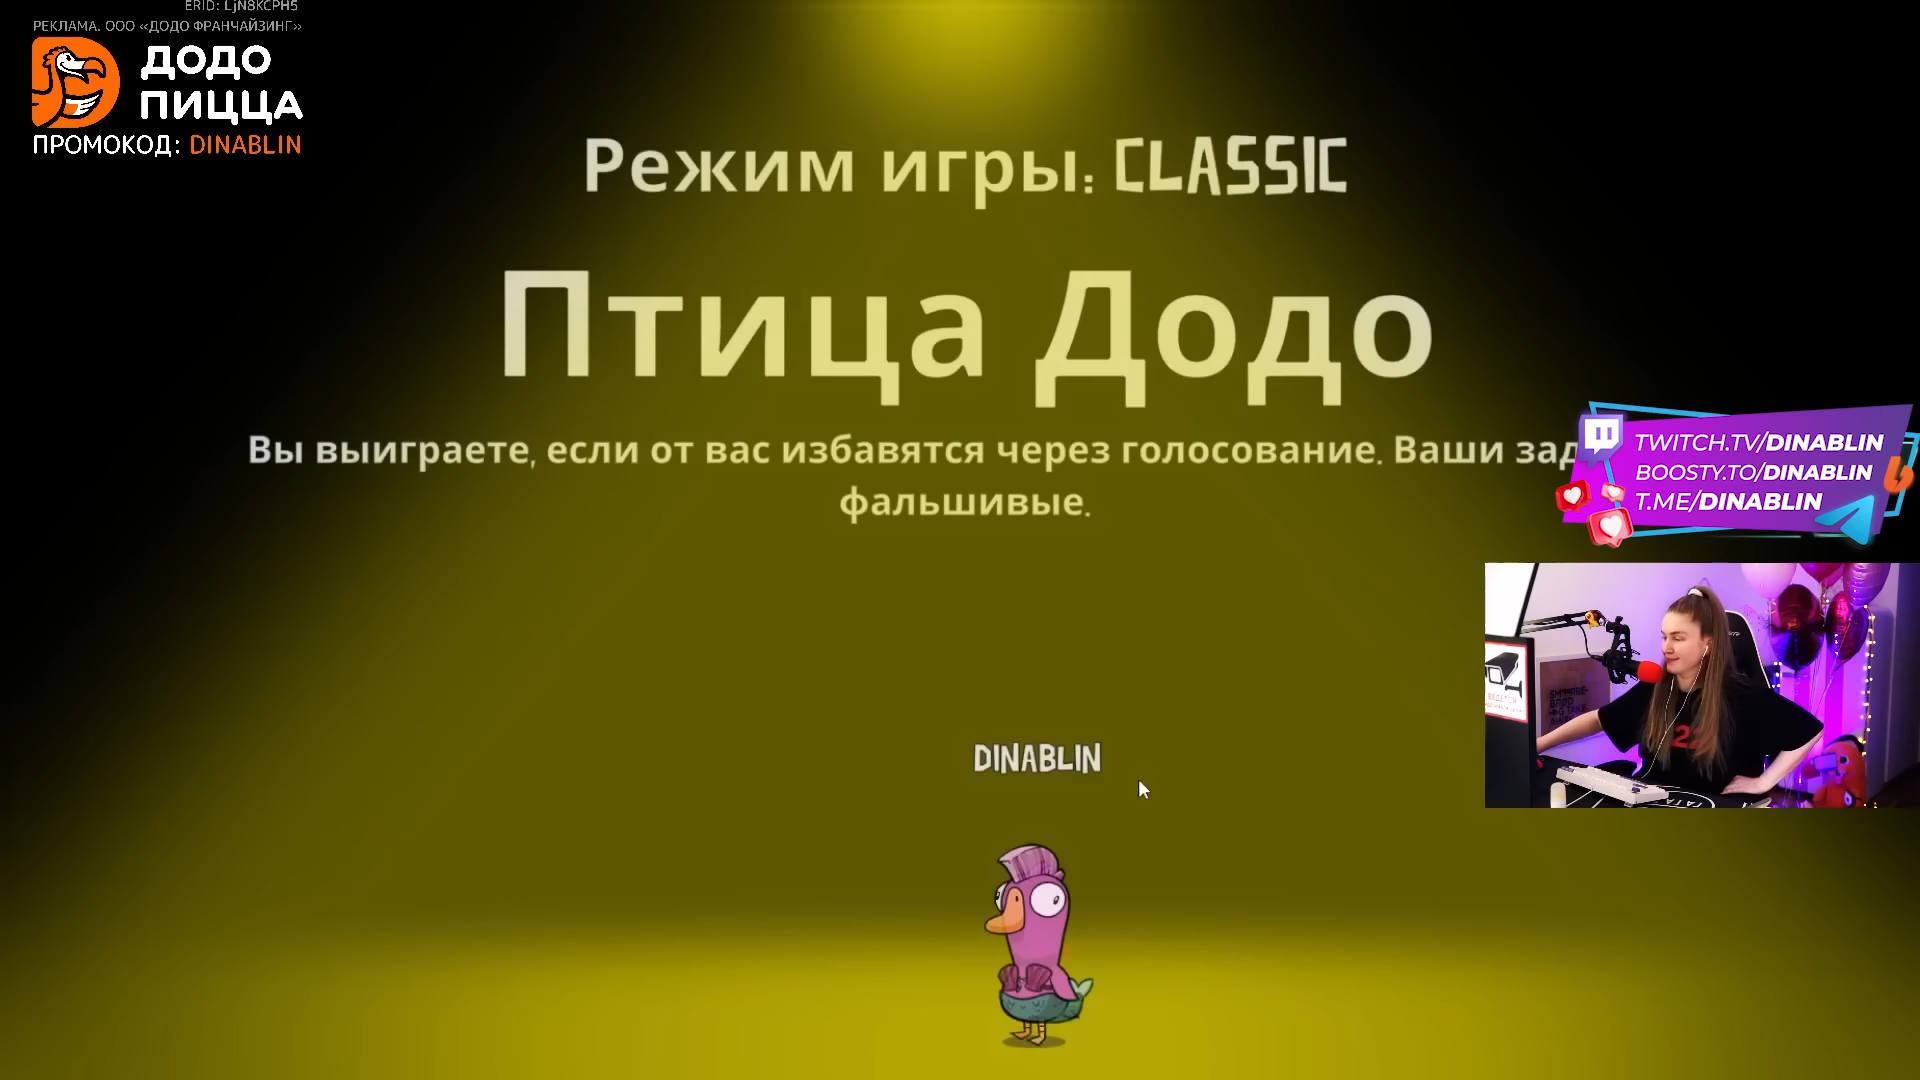 ERID: LjN8KCPH5
РЕКЛАМА. ООО «ДОДО ФРАНЧАЙЗИНГ»
ДОДО
ПИЦЦА
ПРОМОКОД: DINABLIN
Режим игры: CLASSIC
Птица Додо
Вы выиграете, если от вас избавятся через голосование. Ваши зад
фальшивые.
TWITCH.TV/DINABLIN
BOOSTY.TO/DINABLIN
T.ME/DINABLIN
DINABLIN
22